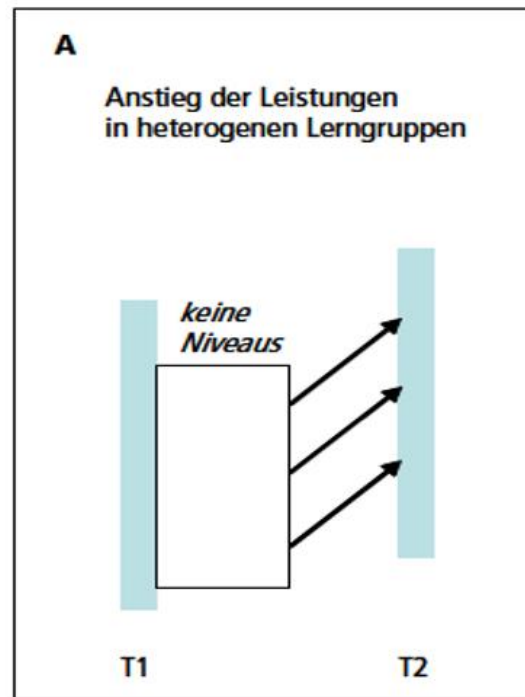 A
Anstieg der Leistungen
in heterogenen Lerngruppen
keine
Niveaus
T1 T2